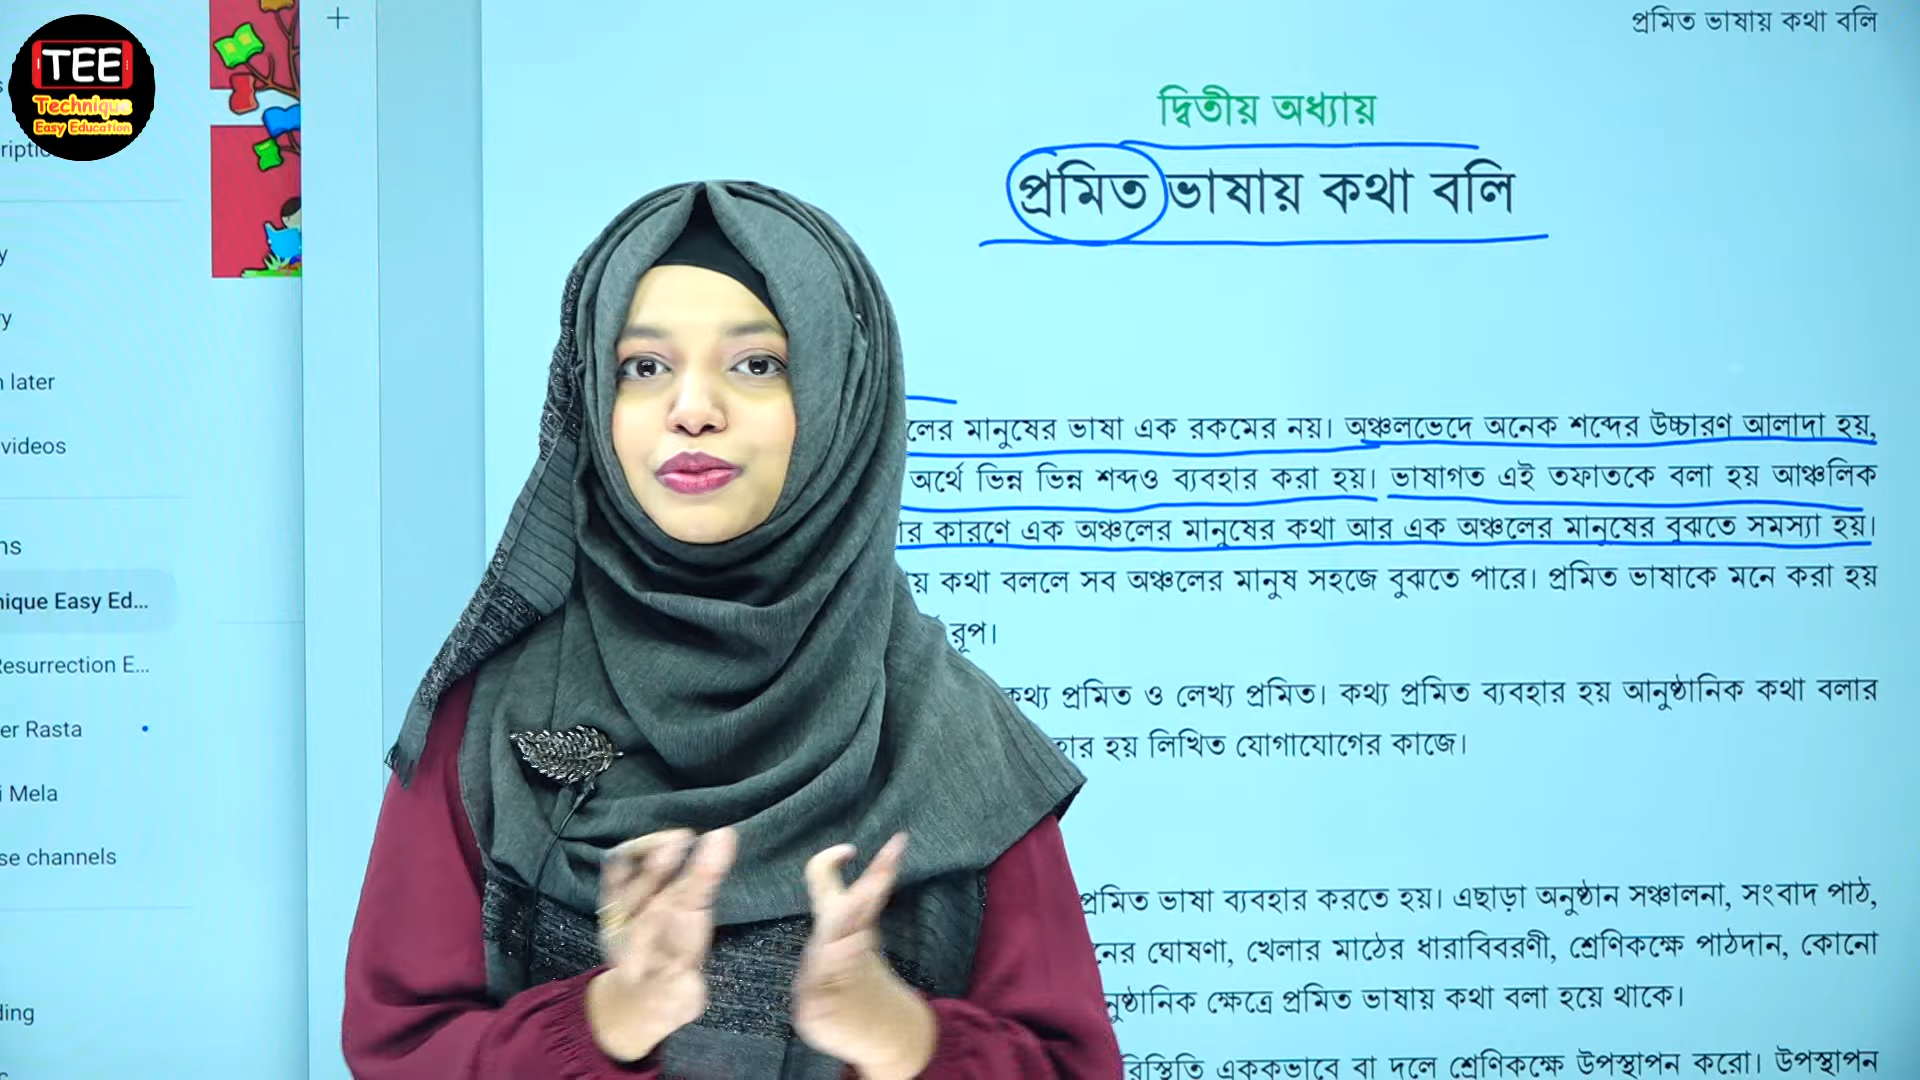 TEE
Technique
Easy Education
প্রমিত ভাষায় কথা বলি
দ্বিতীয় অধ্যায়
প্রমিত ভাষায় কথা বলি
later
videos
Easy Ed...
Resurrection E...
er Rasta
Mela
channels
মানুষের ভাষা এক রকমের নয়। অঞ্চলভেদে অনেক শব্দের উচ্চারণ আলাদা হয়,
অর্থে ভিন্ন ভিন্ন শব্দও ব্যবহার করা হয়। ভাষাগত এই তফাতকে বলা হয় আঞ্চলিক
কারণে এক অঞ্চলের মানুষের কথা আর এক অঞ্চলের মানুষের বুঝতে সমস্যা হয়।
কথা বললে সব অঞ্চলের মানুষ সহজে বুঝতে পারে। প্রমিত ভাষাকে মনে করা হয়
রূপ।
কথ্য প্রমিত ও লেখ্য প্রমিত। কথ্য প্রমিত ব্যবহার হয় আনুষ্ঠানিক কথা বলার
হয় লিখিত যোগাযোগের কাজে।
প্রমিত ভাষা ব্যবহার করতে হয়। এছাড়া অনুষ্ঠান সঞ্চালনা, সংবাদ পাঠ,
ঘোষণা, খেলার মাঠের ধারাবিবরণী, শ্রেণিকক্ষে পাঠদান, কোনো
ক্ষেত্রে প্রমিত ভাষায় কথা বলা হয়ে থাকে।
এককভাবে বা দলে শ্রেণিকক্ষে উপস্থাপন করো। উপস্থাপন